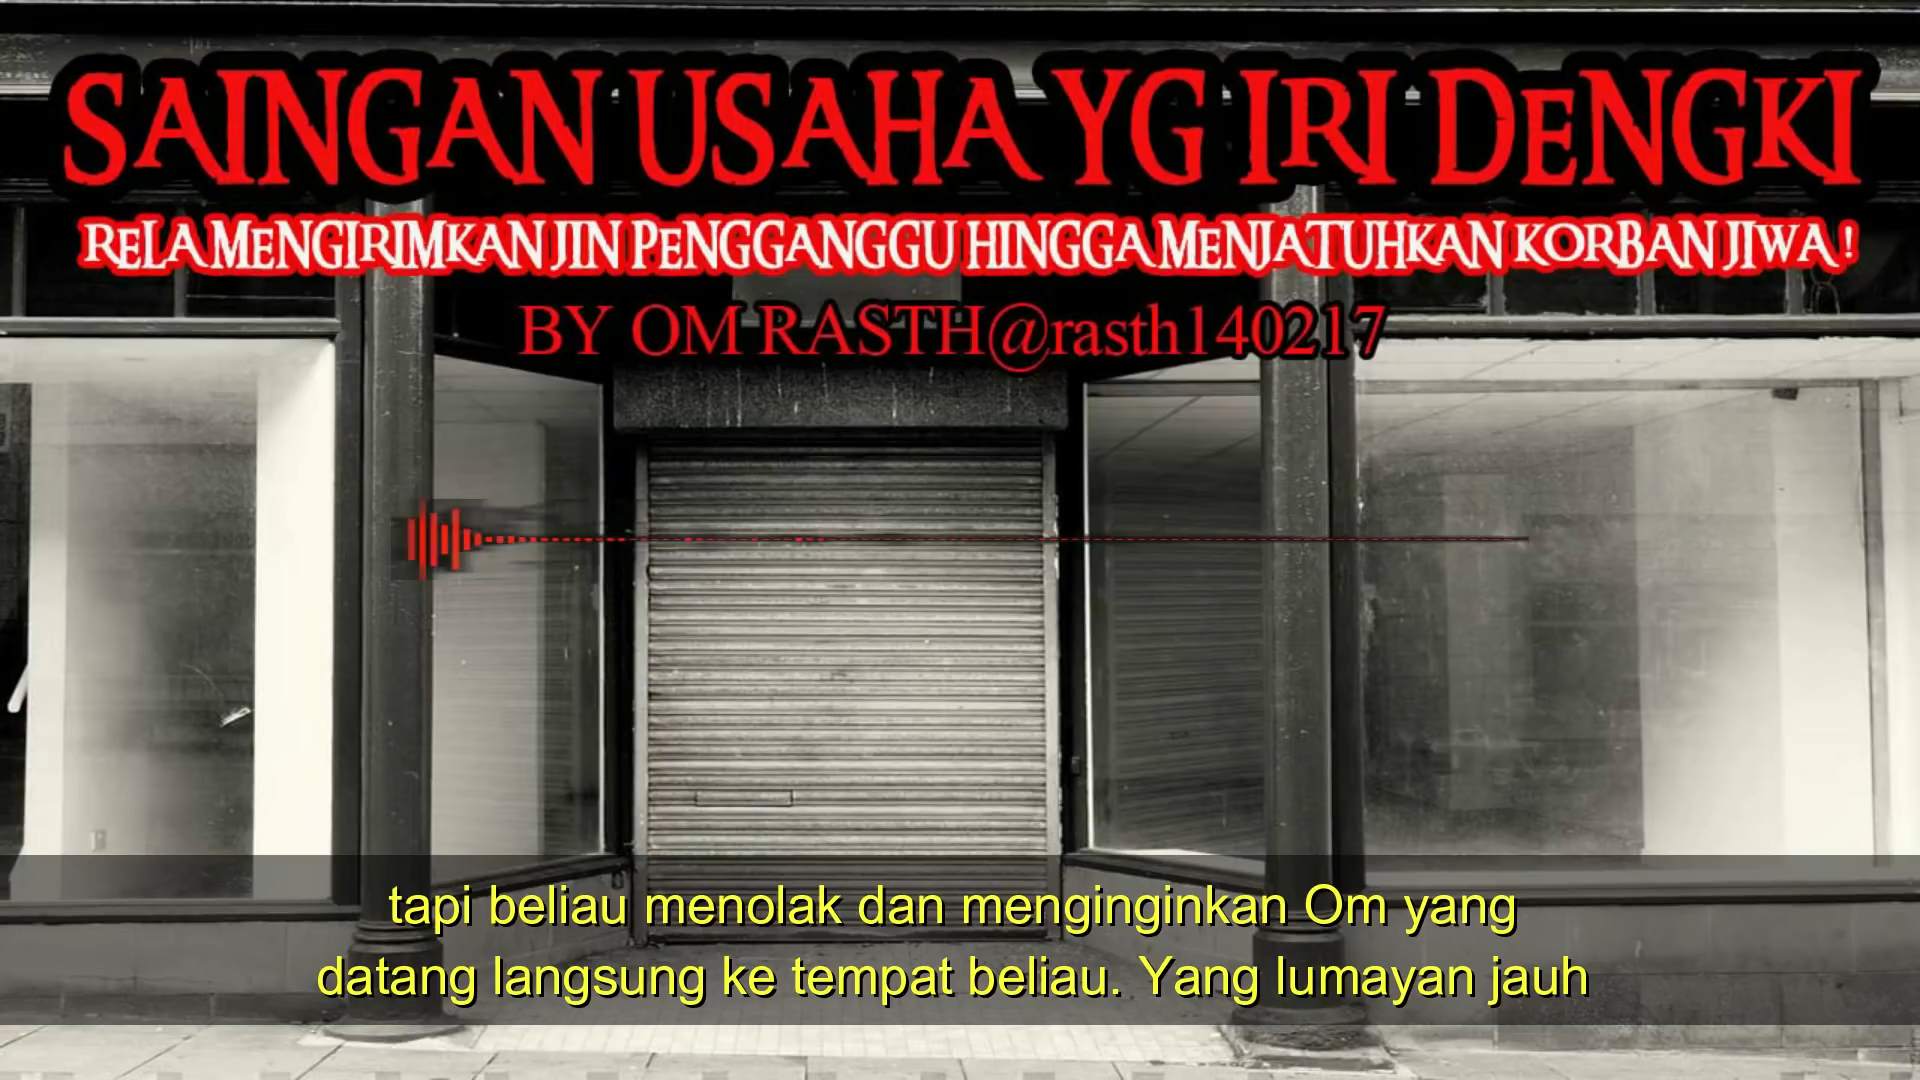 SAINGAN USAHA YG IRI DENGKI
RELA MENGIRIMKAN JIN PENGGANGGU HINGGA MENJATUHKAN KORBAN JIWA !
BY OM RASTH@rasth140217
tapi beliau menolak dan menginginkan Om yang
datang langsung ke tempat beliau. Yang lumayan jauh